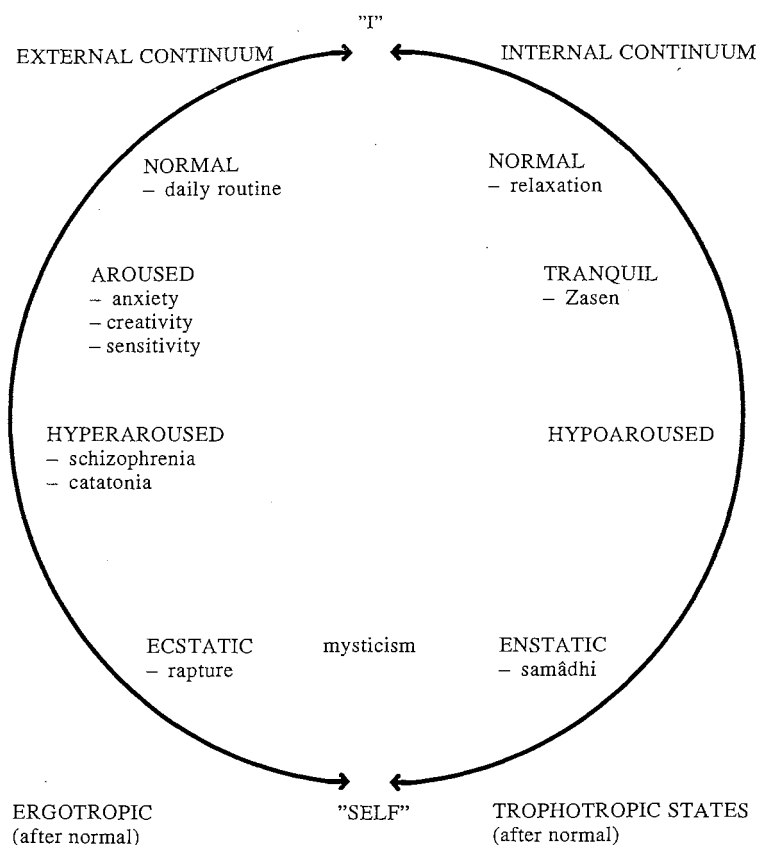 "I"
EXTERNAL CONTINUUM
INTERNAL CONTINUUM
NORMAL
– daily routine
NORMAL
– relaxation
AROUSED
– anxiety
– creativity
– sensitivity
TRANQUIL
– Zasen
HYPERAROUSED
– schizophrenia
– catatonia
HYPOAROUSED
ECSTATIC
– rapture
mysticism
ENSTATIC
– samâdhi
ERGOTROPIC
(after normal)
"SELF"
TROPHOTROPIC STATES
(after normal)